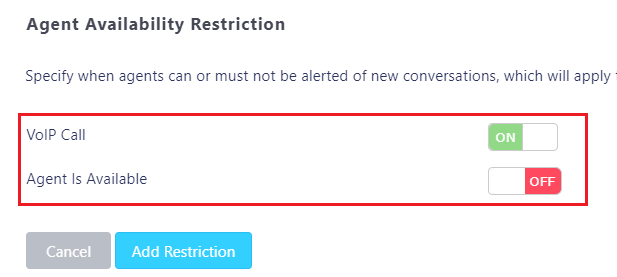 Agent Availability Restriction
Specify when agents can or must not be alerted of new conversations, which will apply
VoIP Call
ON
Agent Is Available
OFF
Cancel
Add Restriction